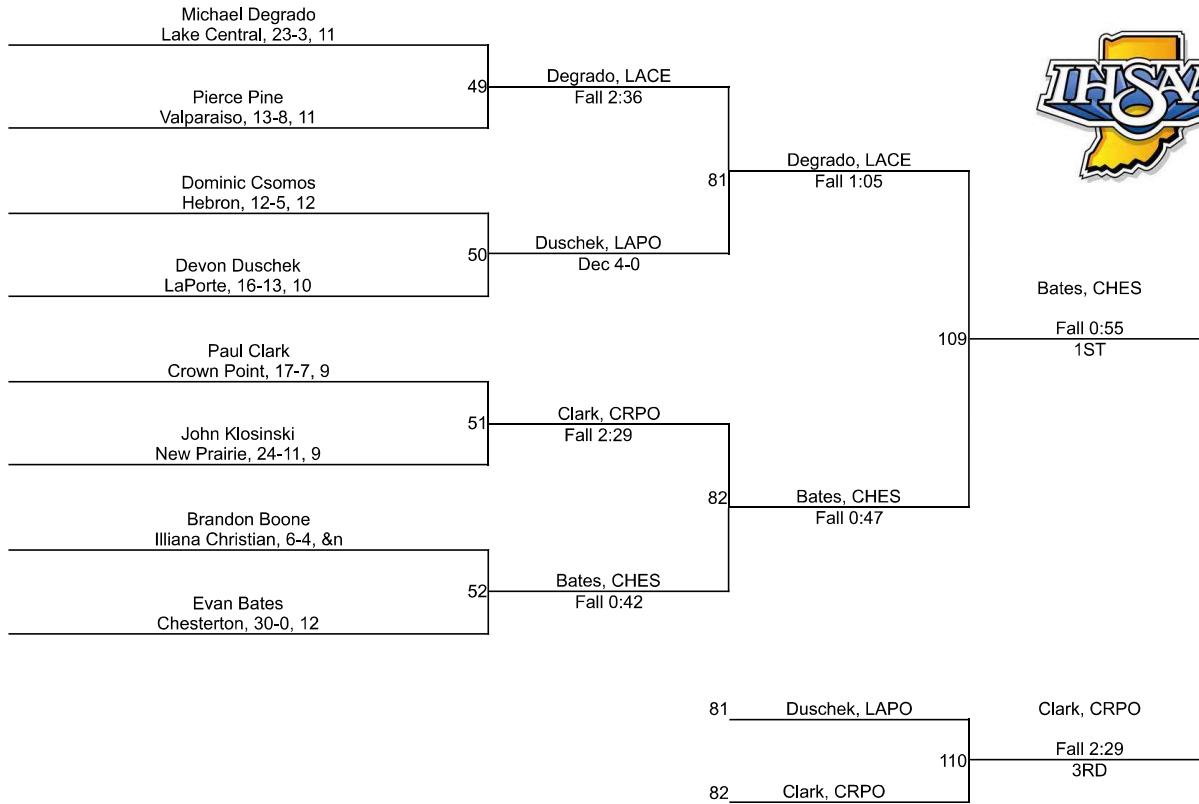 Michael Degrado
Lake Central, 23-3, 11
49
Pierce Pine
Valparaiso, 13-8, 11
Degrado, LACE
Fall 2:36
81
Dominic Csomos
Hebron, 12-5, 12
50
Devon Duschek
LaPorte, 16-13, 10
Duschek, LAPO
Dec 4-0
Degrado, LACE
Fall 1:05
109
Paul Clark
Crown Point, 17-7, 9
51
John Klosinski
New Prairie, 24-11, 9
Clark, CRPO
Fall 2:29
82
Brandon Boone
Illiana Christian, 6-4, &n
52
Evan Bates
Chesterton, 30-0, 12
Bates, CHES
Fall 0:42
Bates, CHES
Fall 0:47
Bates, CHES
Fall 0:55
1ST
IHSAA
81
Duschek, LAPO
110
82
Clark, CRPO
Clark, CRPO
Fall 2:29
3RD